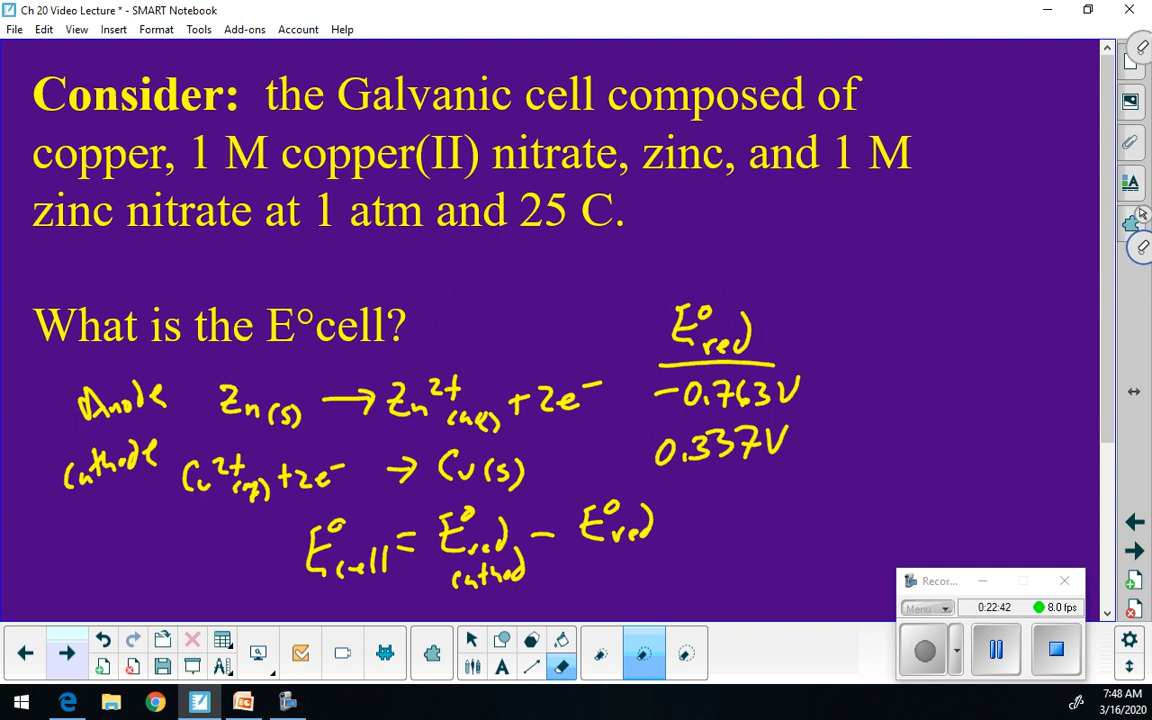 Ch 20 Video Lecture * - SMART Notebook
File Edit View Insert Format Tools Add-ons Account Help
Consider: the Galvanic cell composed of
copper, 1 M copper(II) nitrate, zinc, and 1 M
zinc nitrate at 1 atm and 25 C.
What is the E°cell?
E°red
Anode Zn(s) → Zn²⁺(aq) + 2e⁻ -0.763V
Cathode Cu²⁺(aq) + 2e⁻ → Cu(s) 0.337V
E°cell = E°red - E°red
cathod
Recor...
Menu 0:22:42 8.0 fps
7:48 AM
3/16/2020